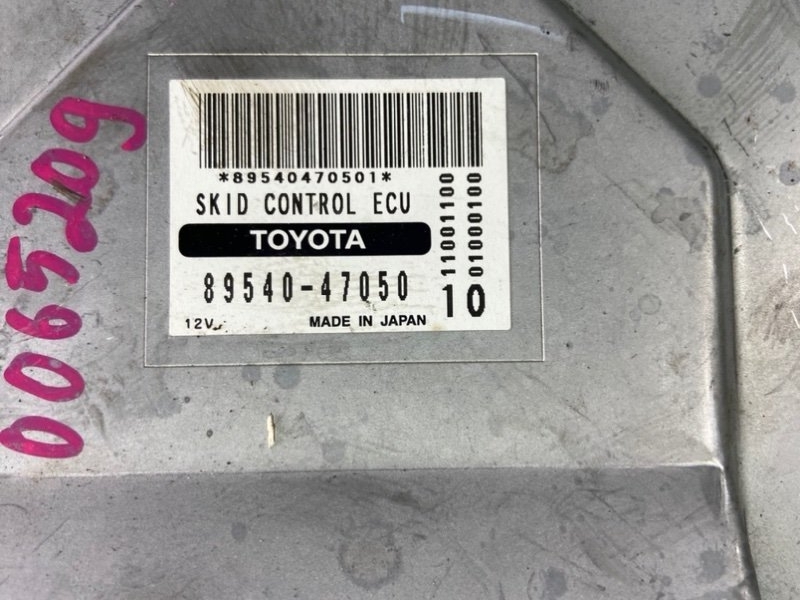 *89540470501*
SKID CONTROL ECU
TOYOTA
89540-47050
12V
MADE IN JAPAN
10
11001100
01000100
0065209